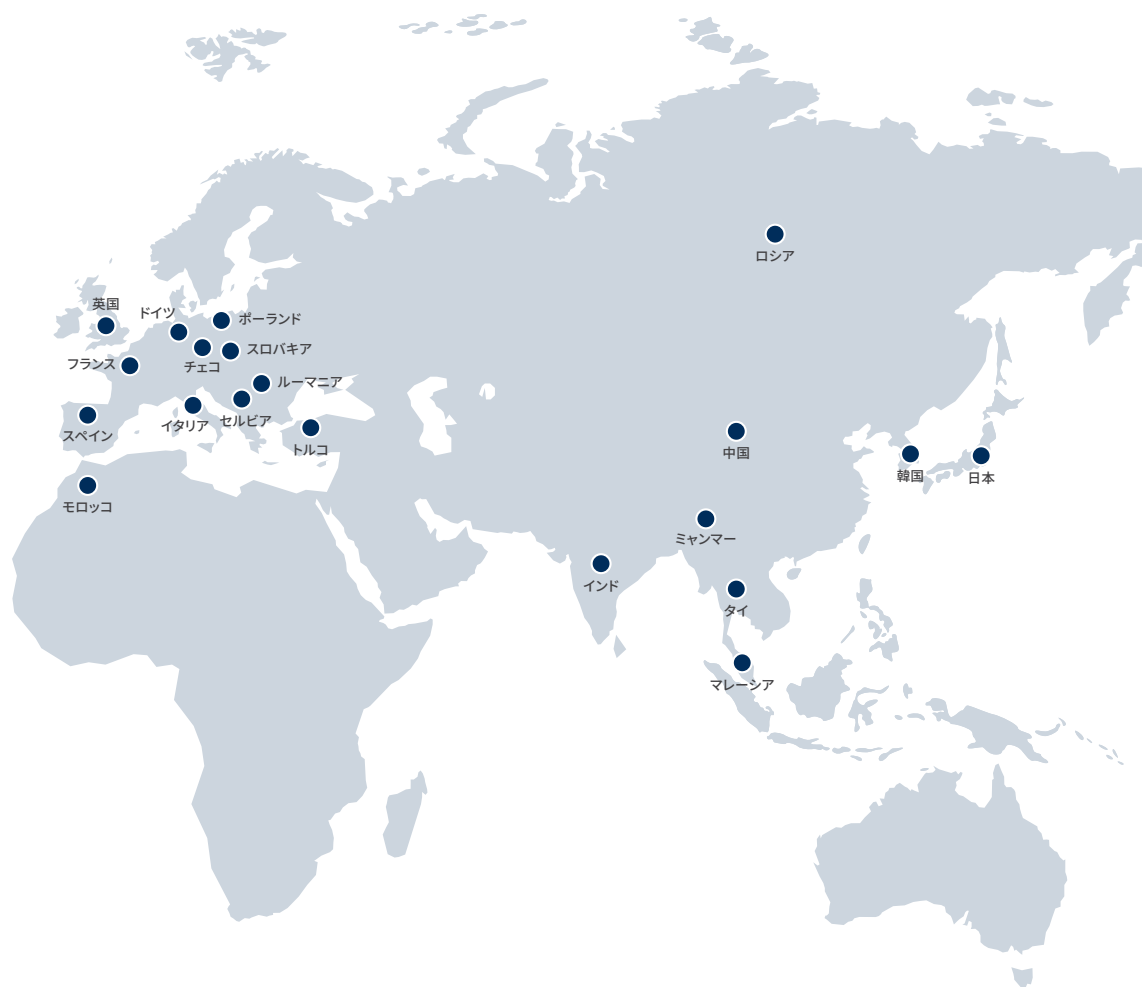 ロシア
英国
ドイツ
ポーランド
スロバキア
フランス
チェコ
ルーマニア
イタリア
セルビア
スペイン
トルコ
中国
韓国
日本
モロッコ
ミャンマー
インド
タイ
マレーシア